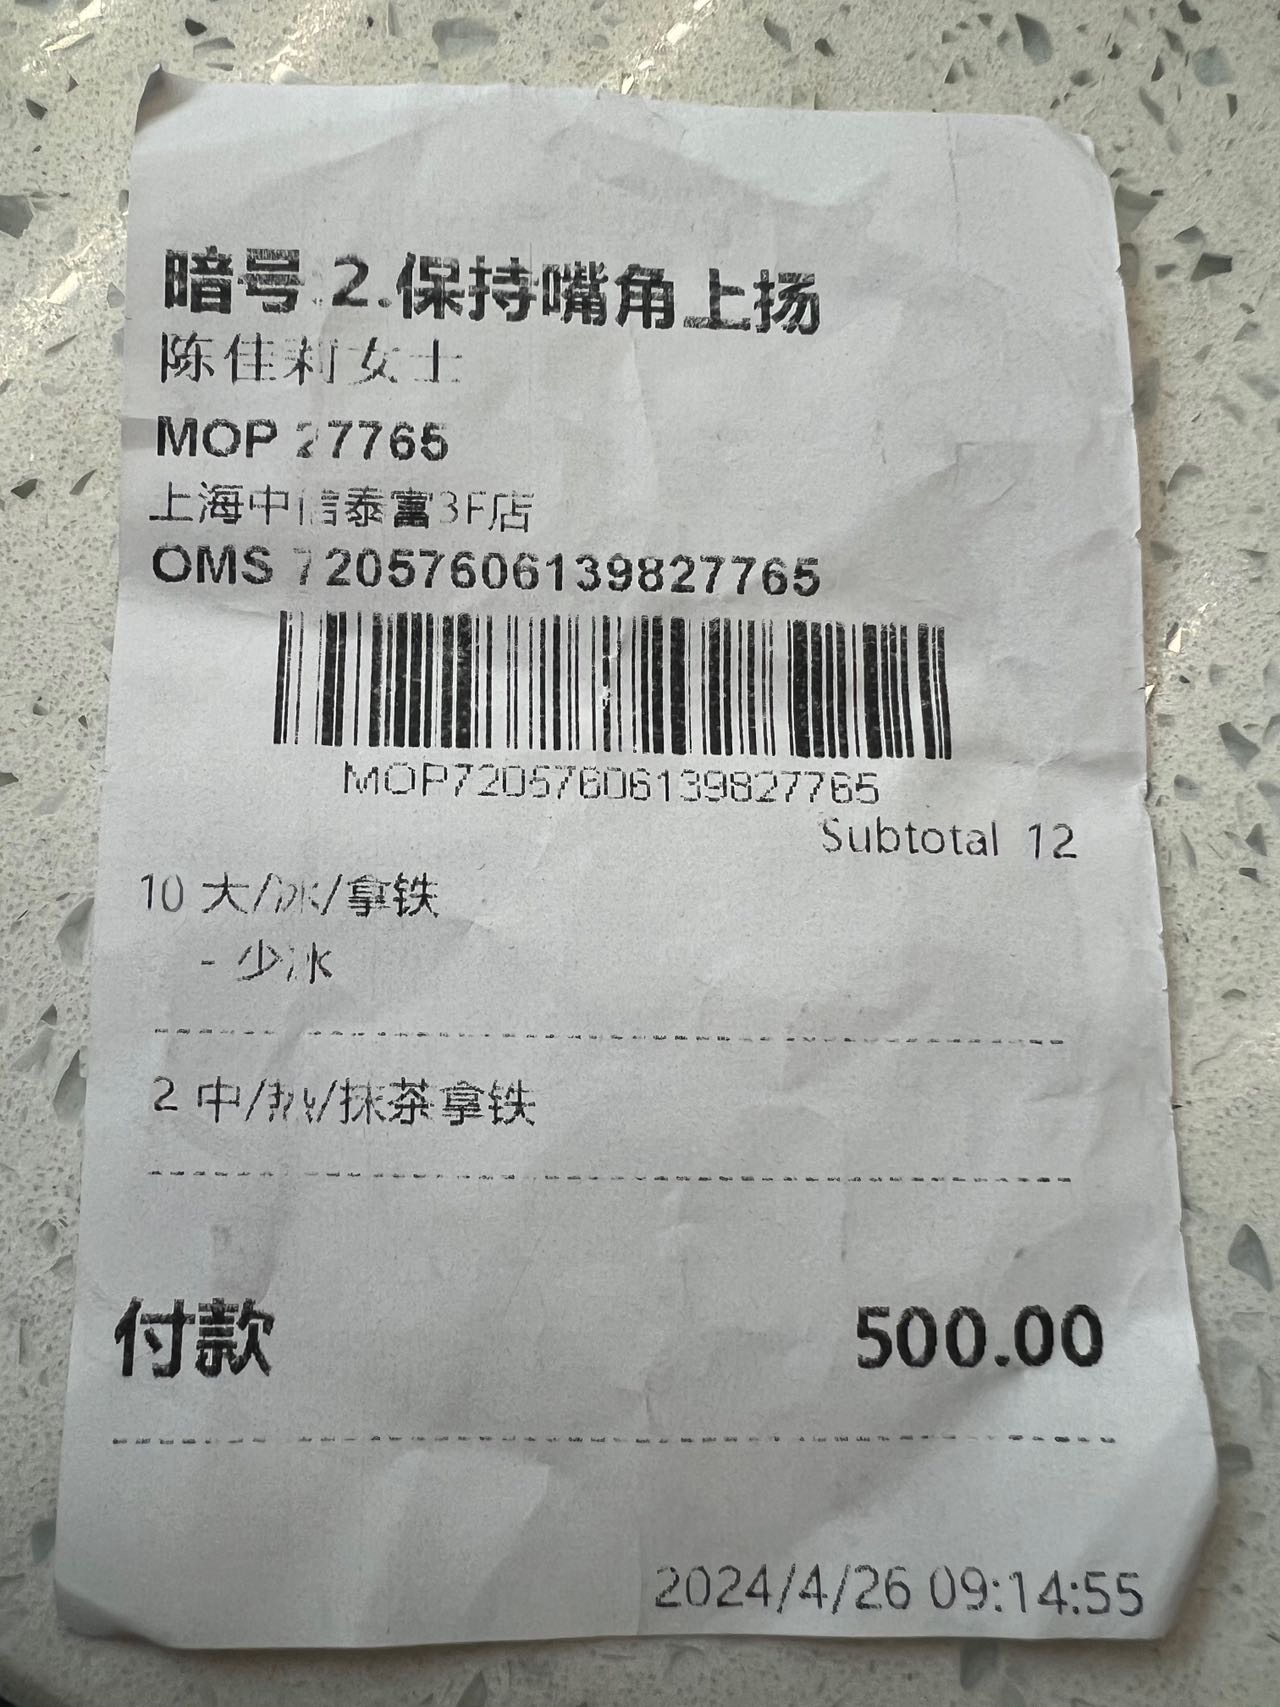 暗号:2.保持嘴角上扬
陈佳莉女士
MOP 27765
上海中信泰富3F店
OMS 720576061398 27765
MOP72057606139827765
Subtotal 12
10 大/冰/拿铁
- 少冰
2 中/热/抹茶拿铁
付款 500.00
2024/4/26 09:14:55